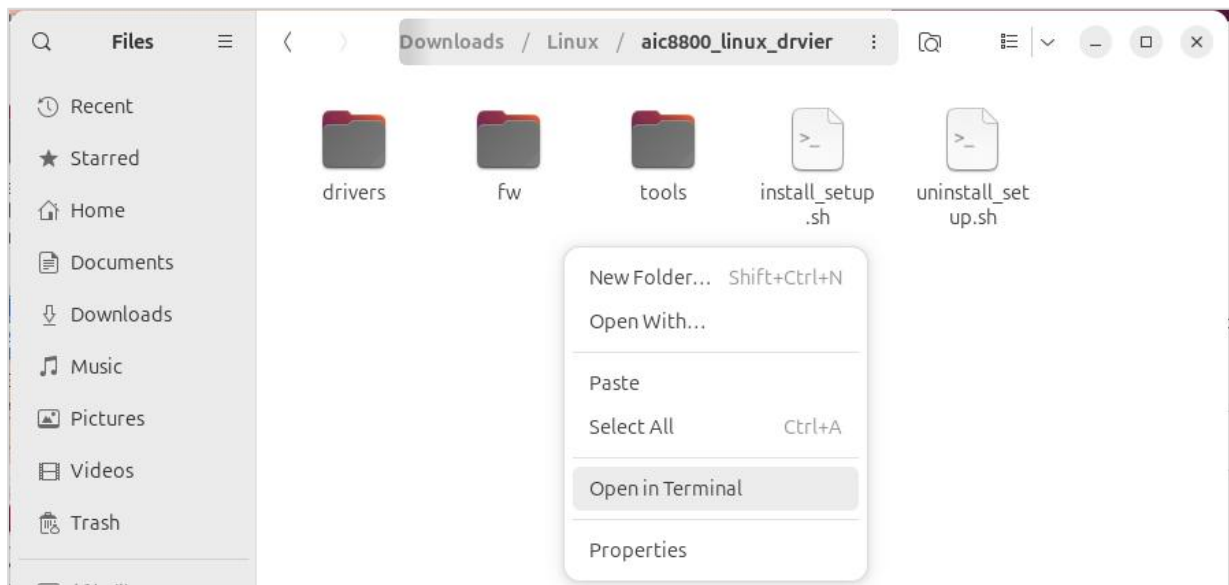 Files
Downloads / Linux / aic8800_linux_drvier
Recent
Starred
Home
Documents
Downloads
Music
Pictures
Videos
Trash
drivers
fw
tools
install_setup
.sh
uninstall_set
up.sh
New Folder... Shift+Ctrl+N
Open With...
Paste
Select All Ctrl+A
Open in Terminal
Properties